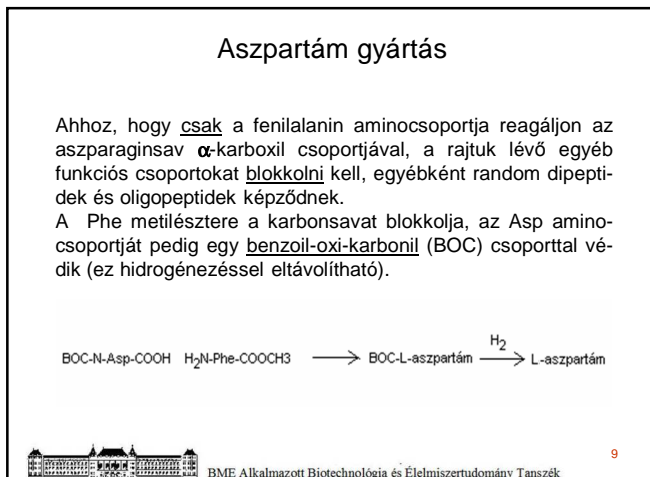 Aszpartám gyártás
Ahhoz, hogy csak a fenilalanin aminocsoportja reagáljon az
aszparaginsav α-karboxil csoportjával, a rajtuk lévő egyéb
funkciós csoportokat blokkolni kell, egyébként random dipepti-
dek és oligopeptidek képződnek.
A Phe metilésztere a karbonsavat blokkolja, az Asp amino-
csoportját pedig egy benzoil-oxi-karbonil (BOC) csoporttal vé-
dik (ez hidrogénezéssel eltávolítható).
H2
BOC-N-Asp-COOH H2N-Phe-COOCH3 ⟶ BOC-L-aszpartám ⟶ L-aszpartám
9
BME Alkalmazott Biotechnológia és Élelmiszertudomány Tanszék